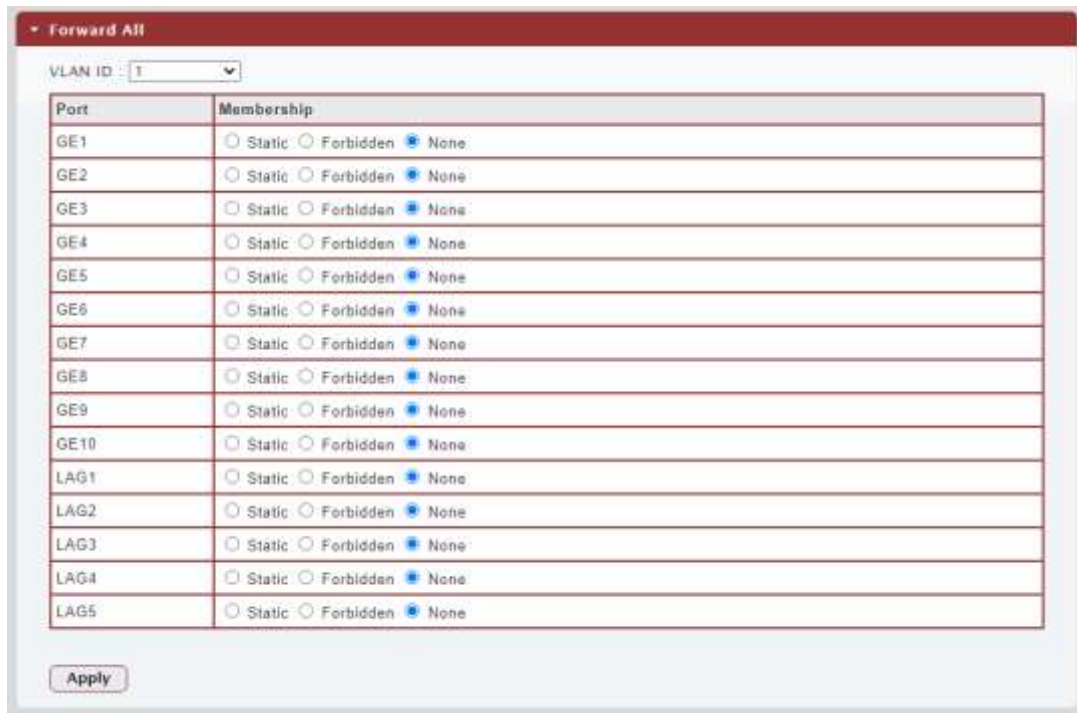 Forward All
VLAN ID : 1
Port Membership
GE1 Static Forbidden None
GE2 Static Forbidden None
GE3 Static Forbidden None
GE4 Static Forbidden None
GE5 Static Forbidden None
GE6 Static Forbidden None
GE7 Static Forbidden None
GE8 Static Forbidden None
GE9 Static Forbidden None
GE10 Static Forbidden None
LAG1 Static Forbidden None
LAG2 Static Forbidden None
LAG3 Static Forbidden None
LAG4 Static Forbidden None
LAG5 Static Forbidden None
Apply